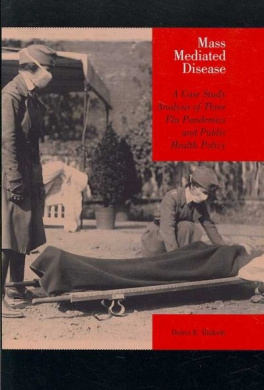 Mass
Mediated
Disease
A Case Study
Analysis of Three
Flu Pandemics
and Public
Health Policy